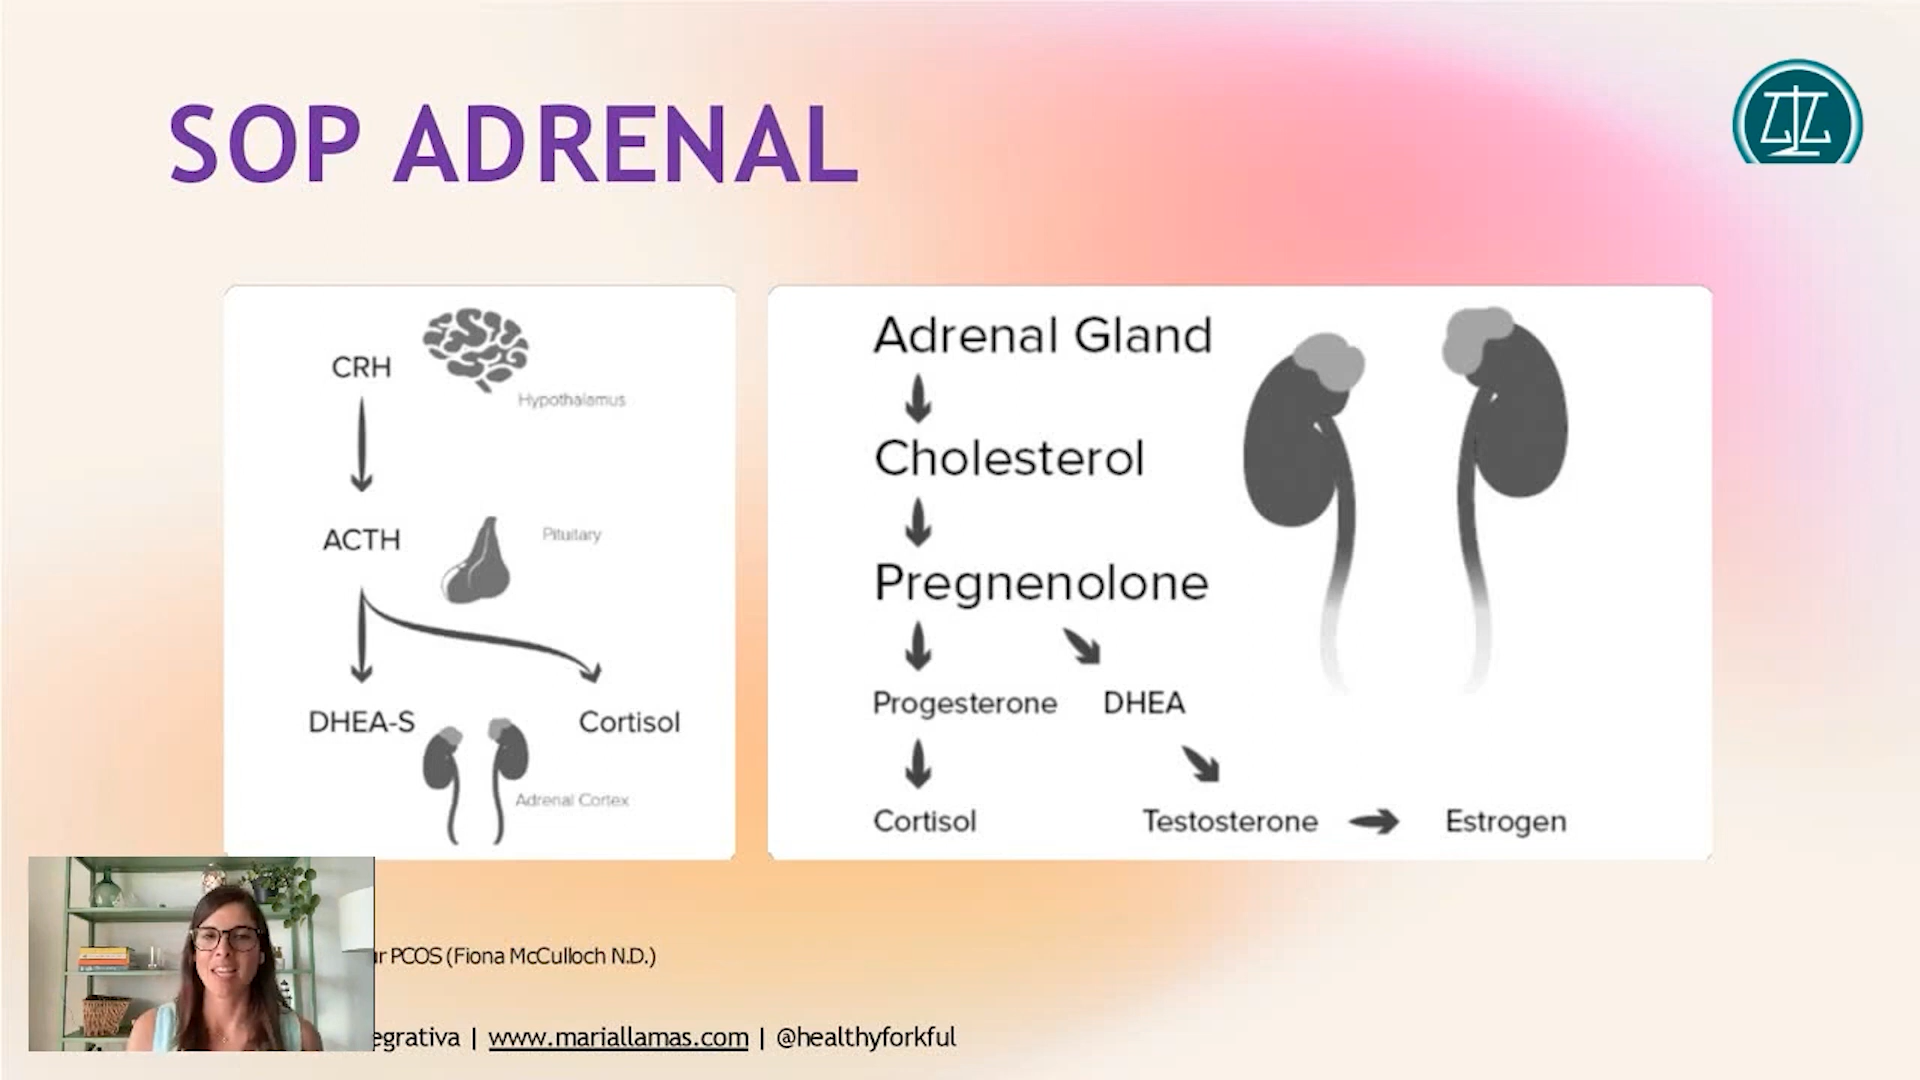 SOP ADRENAL
CRH
Hypothalamus
ACTH
Pituitary
DHEA-S
Cortisol
Adrenal Cortex
Adrenal Gland
Cholesterol
Pregnenolone
Progesterone DHEA
Cortisol
Testosterone
Estrogen
PCOS (Fiona McCulloch N.D.)
| www.mariallamas.com | @healthyforkful